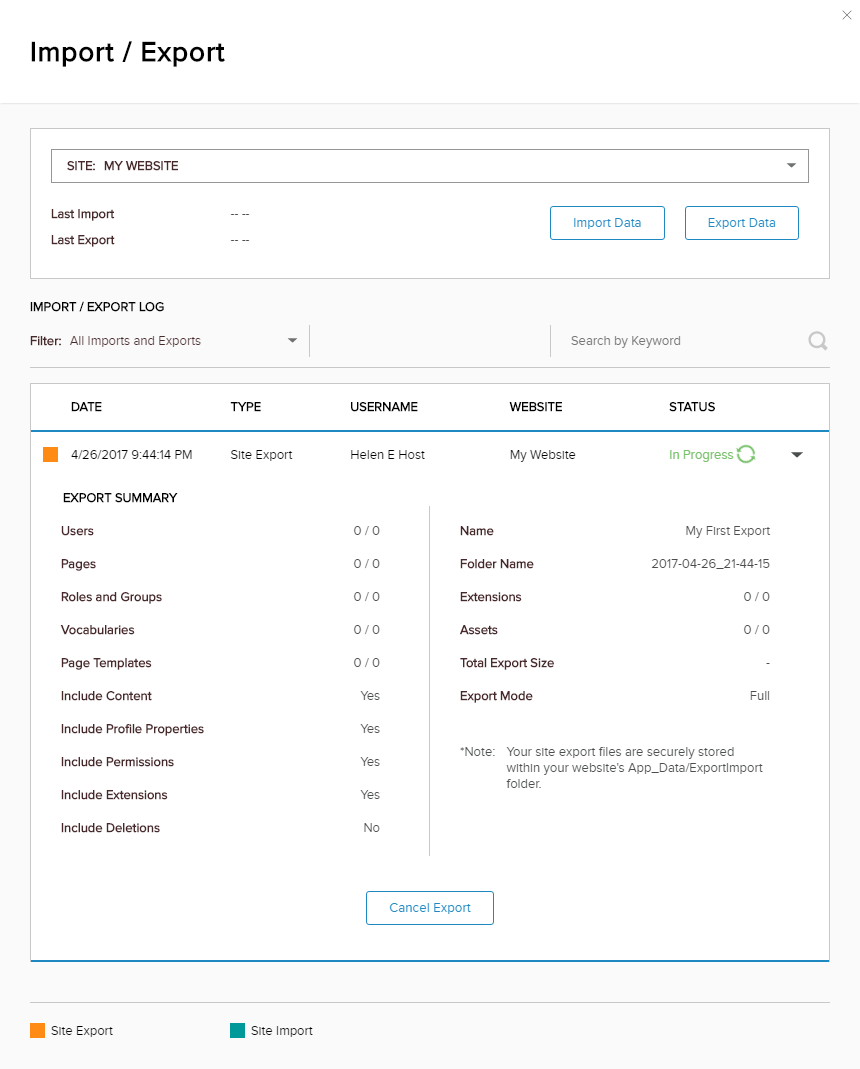 Import / Export
SITE: MY WEBSITE
Last Import -- --
Last Export -- --
Import Data Export Data
IMPORT / EXPORT LOG
Filter: All Imports and Exports Search by Keyword
DATE TYPE USERNAME WEBSITE STATUS
4/26/2017 9:44:14 PM Site Export Helen E Host My Website In Progress
EXPORT SUMMARY
Users 0 / 0 Name My First Export
Pages 0 / 0 Folder Name 2017-04-26_21-44-15
Roles and Groups 0 / 0 Extensions 0 / 0
Vocabularies 0 / 0 Assets 0 / 0
Page Templates 0 / 0 Total Export Size -
Include Content Yes Export Mode Full
Include Profile Properties Yes
Include Permissions Yes
Include Extensions Yes
Include Deletions No
*Note: Your site export files are securely stored
within your website's App_Data/ExportImport
folder.
Cancel Export
Site Export Site Import